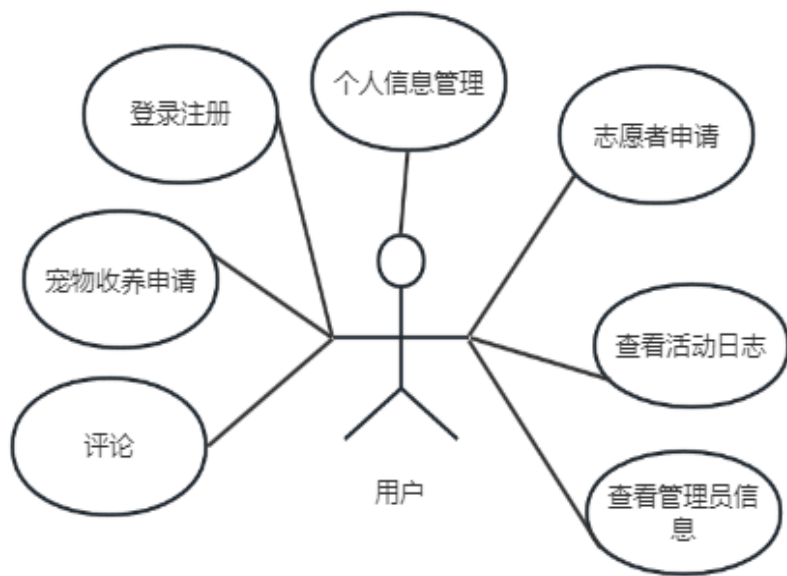 个人信息管理
登录注册
志愿者申请
宠物收养申请
查看活动日志
评论
用户
查看管理员信
息